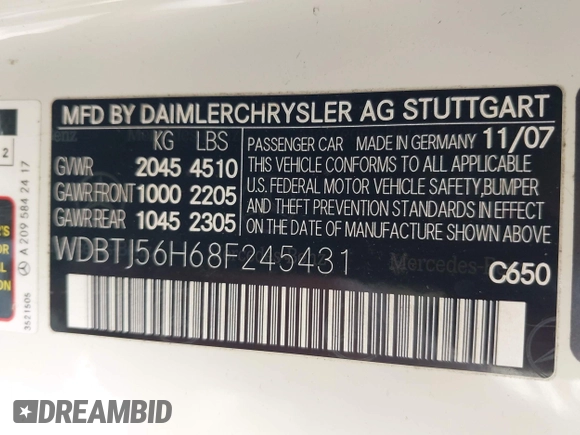 MFD BY DAIMLERCHRYSLER AG STUTTGART
KG LBS
GVWR 2045 4510
GAWR FRONT 1000 2205
GAWR REAR 1045 2305
PASSENGER CAR MADE IN GERMANY 11/07
THIS VEHICLE CONFORMS TO ALL APPLICABLE
U.S. FEDERAL MOTOR VEHICLE SAFETY, BUMPER
AND THEFT PREVENTION STANDARDS IN EFFECT
ON THE DATE OF MANUFACTURE SHOWN ABOVE
WDBTJ56H68F245431
C650
A 209 584 24 17
3521505
2
DREAMBID